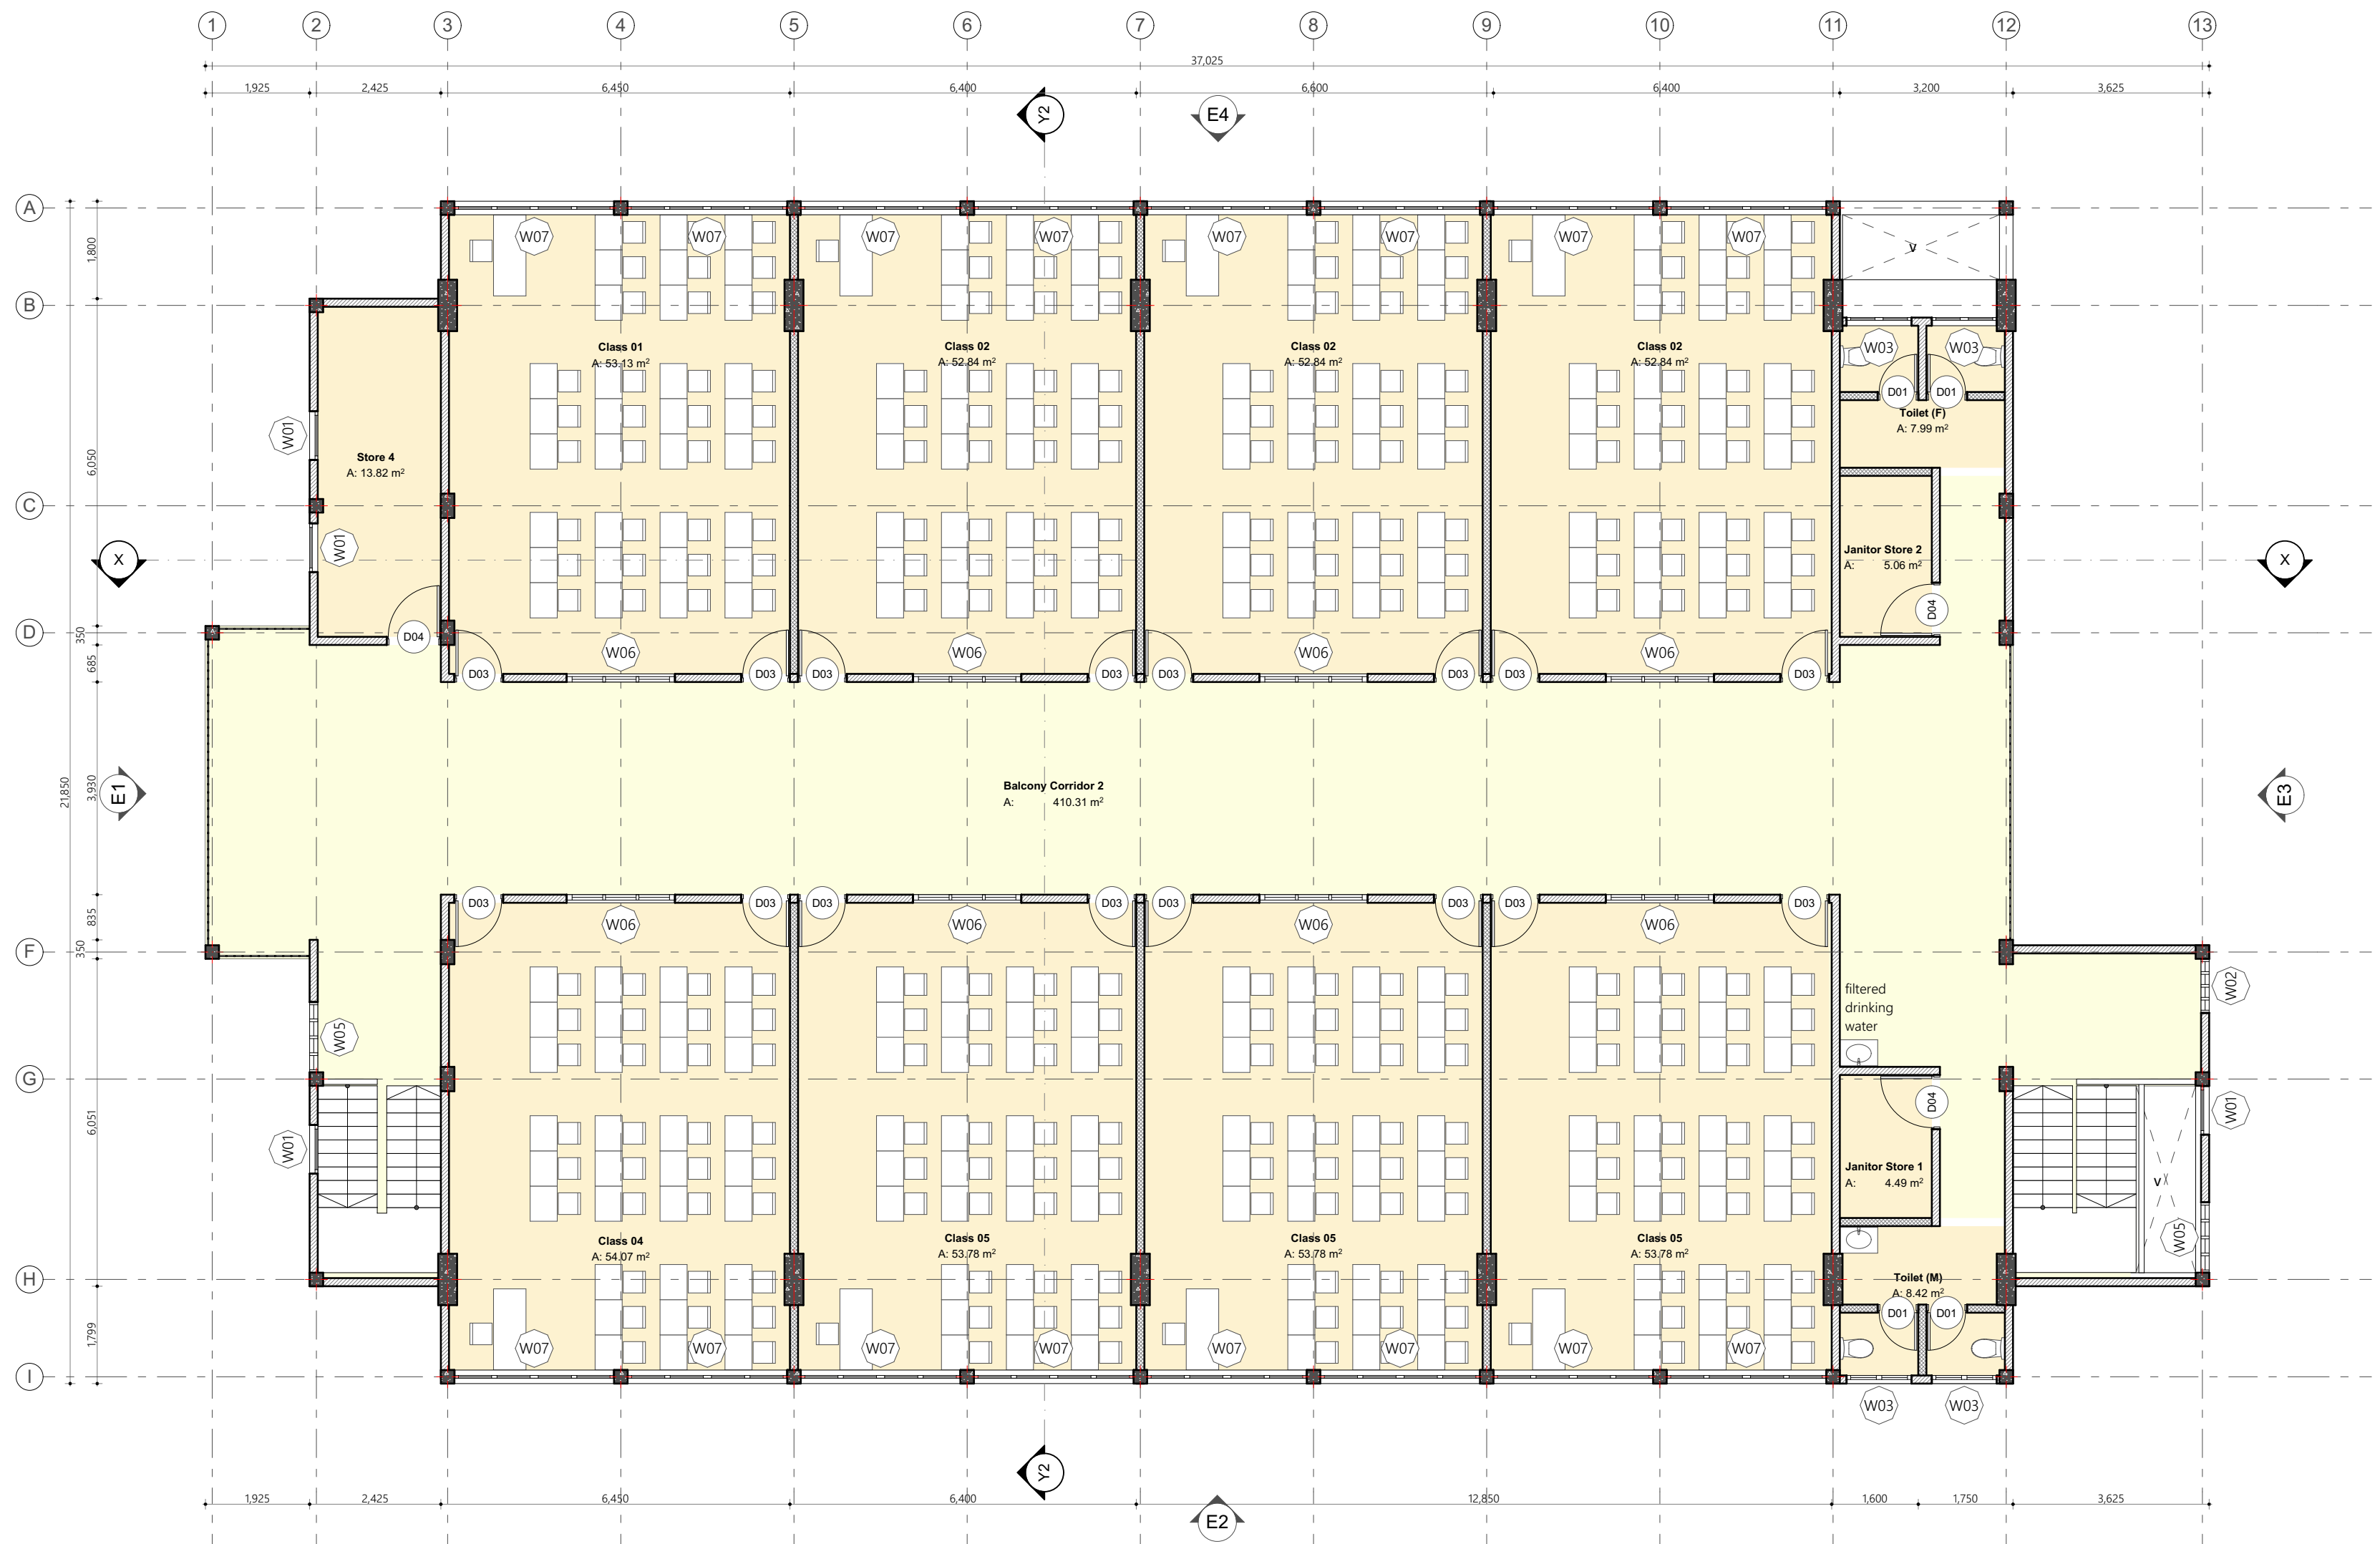 1 2 3 4 5 6 7 8 9 10 11 12 13
37,025
1,925 2,425 6,450 6,400 6,600 6,400 3,200 3,625
Y2 E4
A
W07 W07 W07 W07 W07 W07 W07 W07
V
1,800
B
Class 01 Class 02 Class 02 Class 02
A: 53.13 m² A: 52.84 m² A: 52.84 m² A: 52.84 m²
W03 W03
D01 D01
Toilet (F)
A: 7.99 m²
W01
Store 4
A: 13.82 m²
6,050
C
W01
Janitor Store 2
A: 5.06 m²
X X
D04
D
350
D04
W06 W06 W06 W06
685
D03 D03 D03 D03 D03 D03 D03 D03
Balcony Corridor 2
A: 410.31 m²
E1 E3
21,850
3,930
D03 D03 D03 D03 D03 D03 D03 D03
835
W06 W06 W06 W06
F
350
filtered
drinking
water
W02
W05
G
D04
W01
6,051
W01
Janitor Store 1
A: 4.49 m²
V
W05
Class 04 Class 05 Class 05 Class 05
A: 54.07 m² A: 53.78 m² A: 53.78 m² A: 53.78 m²
H
Toilet (M)
A: 8.42 m²
D01 D01
1,799
W07 W07 W07 W07 W07 W07 W07 W07
I
W03 W03
Y2
1,925 2,425 6,450 6,400 12,850 1,600 1,750 3,625
E2